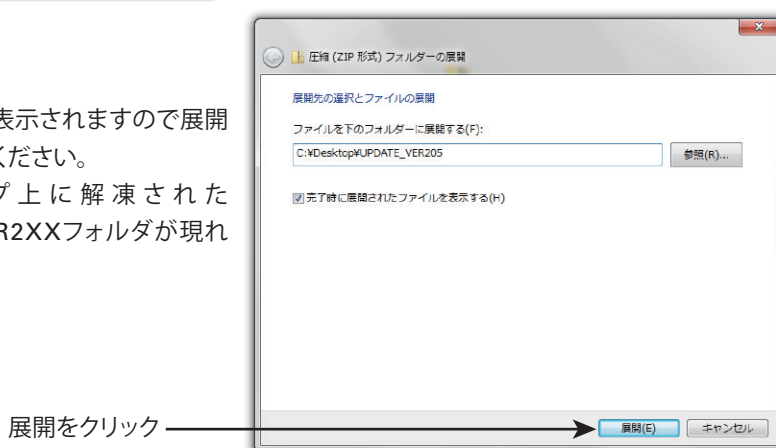 表示されますので展開
ください。
プ上に解凍された
R2XXフォルダが現れ
展開をクリック
圧縮 (ZIP 形式) フォルダーの展開
展開先の選択とファイルの展開
ファイルを下のフォルダーに展開する(F):
C:¥Desktop¥UPDATE_VER205
参照(R)...
完了時に展開されたファイルを表示する(H)
展開(E)
キャンセル